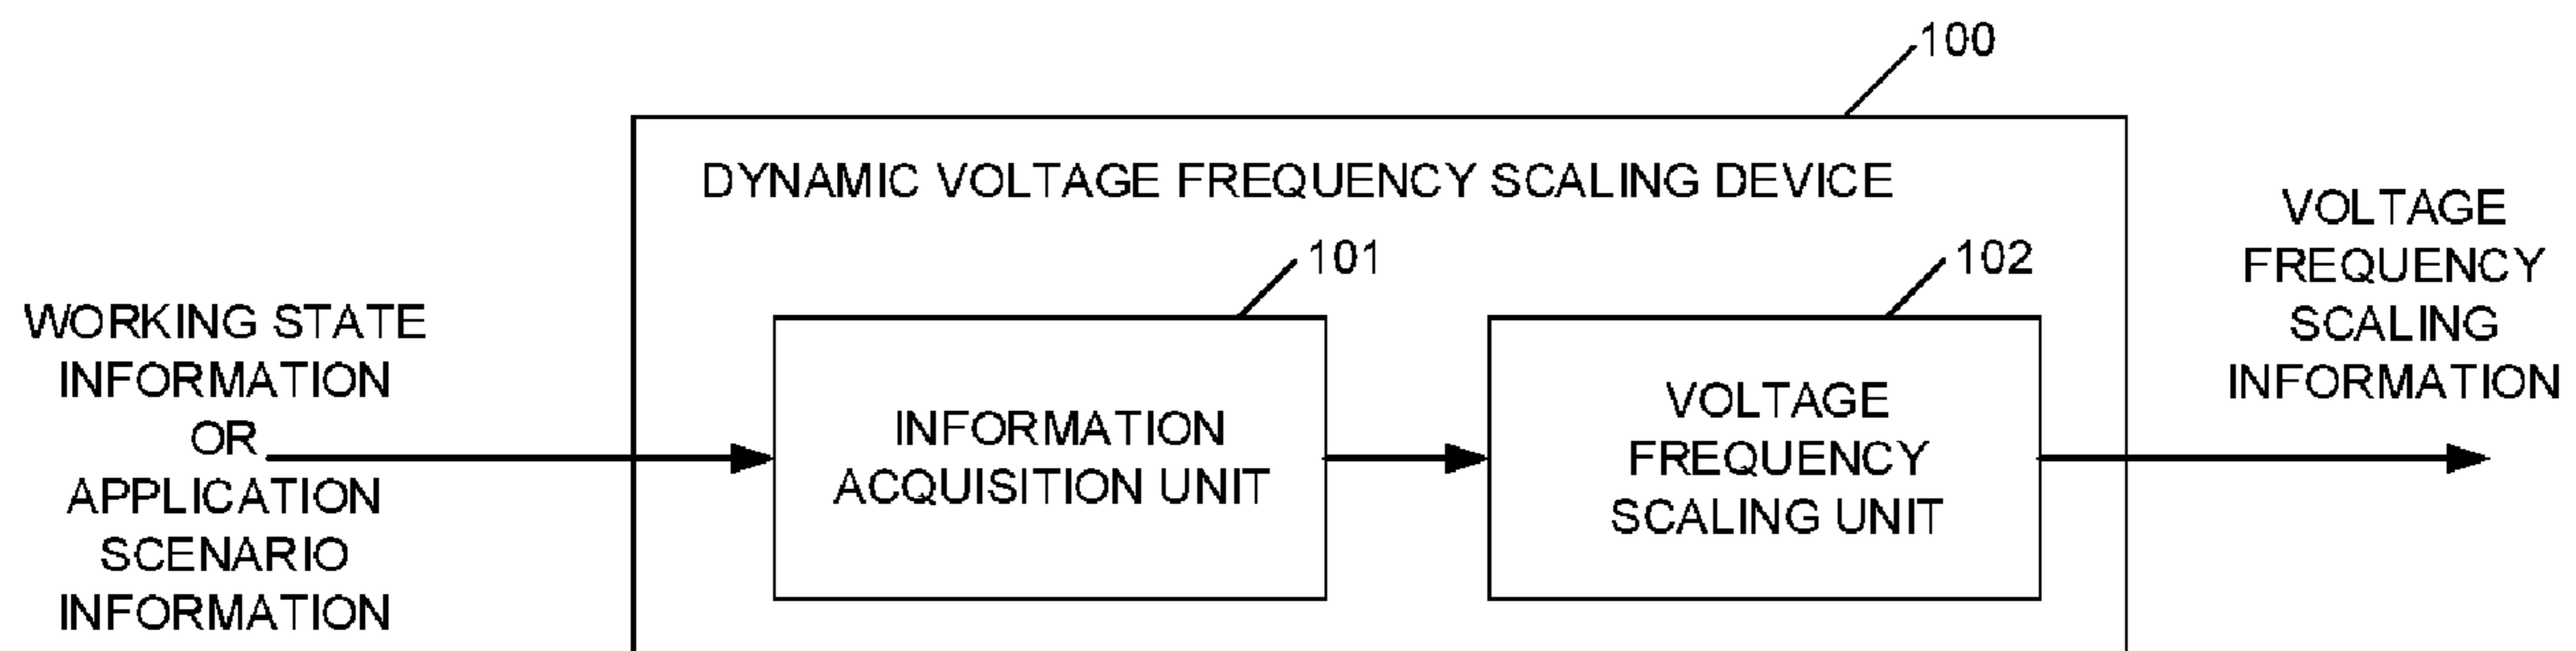 100
DYNAMIC VOLTAGE FREQUENCY SCALING DEVICE
101
102
WORKING STATE
INFORMATION
OR
APPLICATION
SCENARIO
INFORMATION
INFORMATION
ACQUISITION UNIT
VOLTAGE
FREQUENCY
SCALING UNIT
VOLTAGE
FREQUENCY
SCALING
INFORMATION